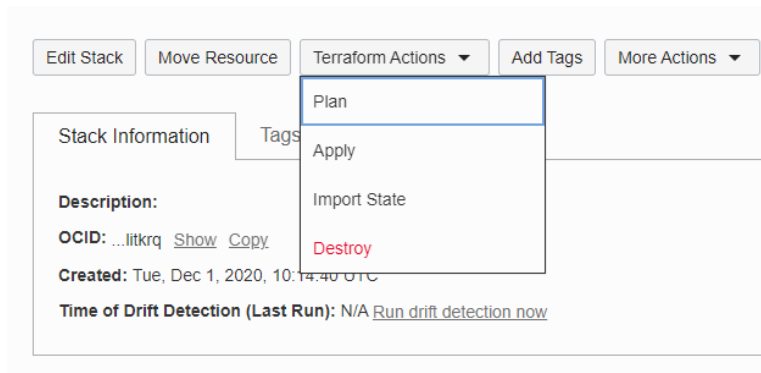 Edit Stack Move Resource Terraform Actions Add Tags More Actions
Plan
Stack Information Tags
Apply
Import State
Description:
OCID: ...litkrq Show Copy
Destroy
Created: Tue, Dec 1, 2020, 10:14:40 UTC
Time of Drift Detection (Last Run): N/A Run drift detection now